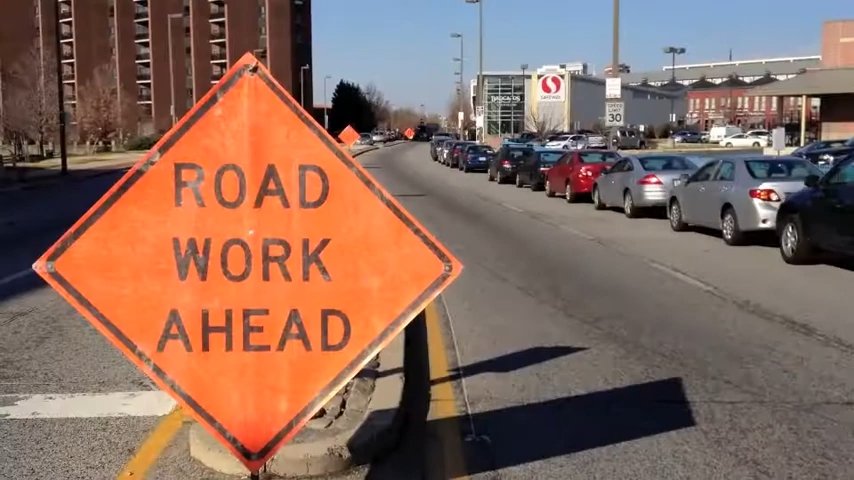 ROAD
WORK
AHEAD
SAFEWAY
SPEED
LIMIT
30